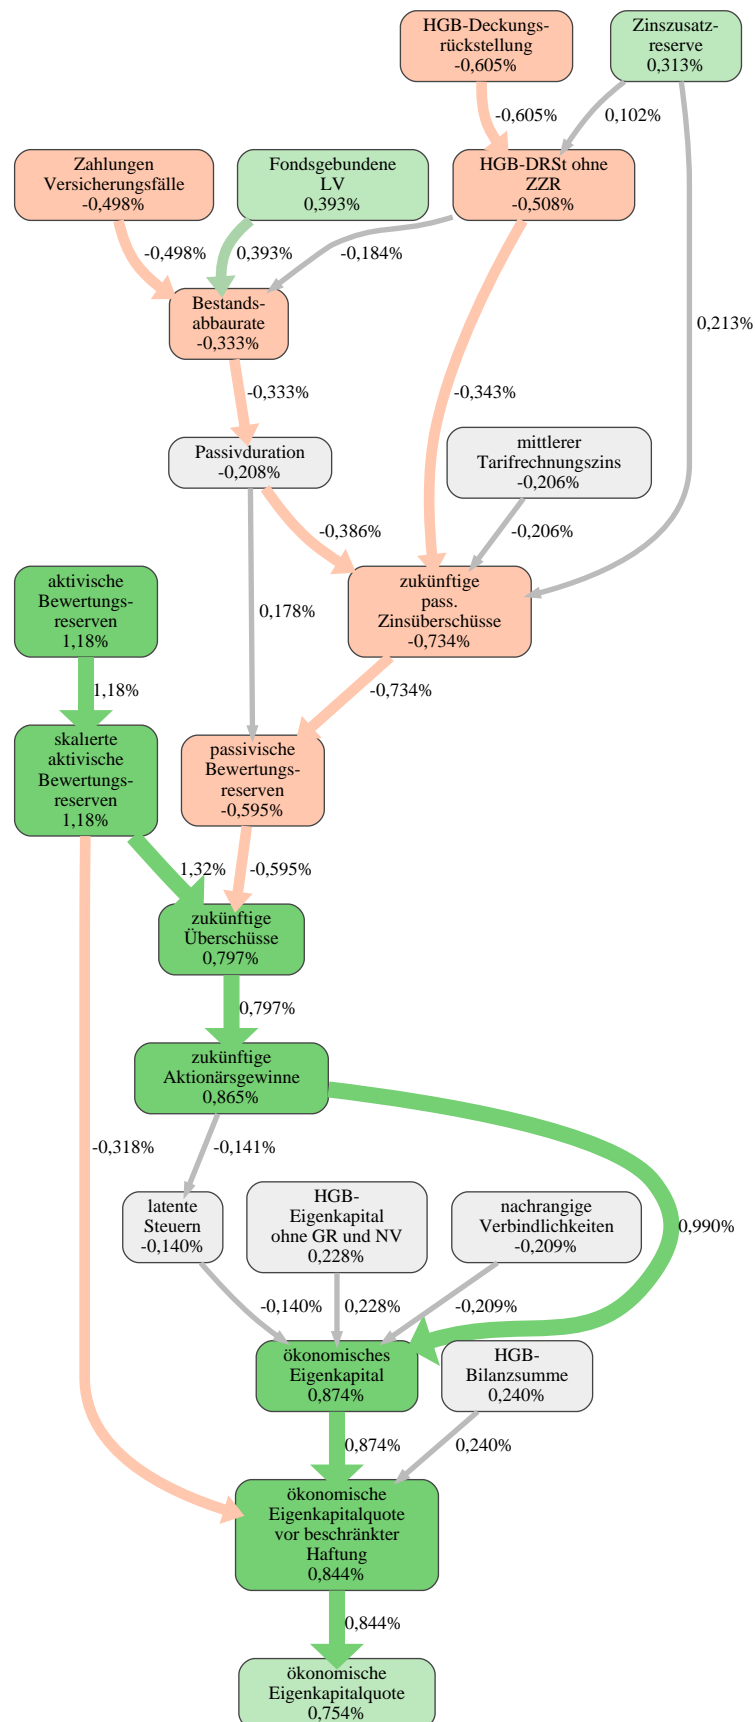 HGB-Deckungs-
rückstellung
-0,605%
Zinszusatz-
reserve
0,313%
-0,605%
0,102%
Zahlungen
Versicherungsfälle
-0,498%
Fondsgebundene
LV
0,393%
HGB-DRSt ohne
ZZR
-0,508%
-0,498%
0,393%
-0,184%
Bestands-
abbaurate
-0,333%
0,213%
-0,333%
-0,343%
Passivduration
-0,208%
mittlerer
Tarifrechnungszins
-0,206%
-0,386%
-0,206%
aktivische
Bewertungs-
reserven
1,18%
zukünftige
pass.
Zinsüberschüsse
-0,734%
0,178%
1,18%
-0,734%
skalierte
aktivische
Bewertungs-
reserven
1,18%
passivische
Bewertungs-
reserven
-0,595%
1,32%
-0,595%
zukünftige
Überschüsse
0,797%
0,797%
zukünftige
Aktionärsgewinne
0,865%
-0,318%
-0,141%
latente
Steuern
-0,140%
HGB-
Eigenkapital
ohne GR und NV
0,228%
nachrangige
Verbindlichkeiten
-0,209%
0,990%
-0,140%
0,228%
-0,209%
ökonomisches
Eigenkapital
0,874%
HGB-
Bilanzsumme
0,240%
0,874%
0,240%
ökonomische
Eigenkapitalquote
vor beschränkter
Haftung
0,844%
0,844%
ökonomische
Eigenkapitalquote
0,754%